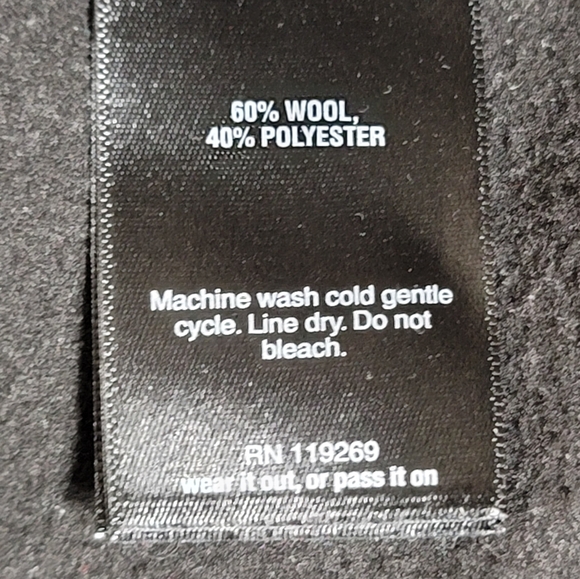 60% WOOL,
40% POLYESTER
Machine wash cold gentle
cycle. Line dry. Do not
bleach.
RN 119269
wear it out, or pass it on